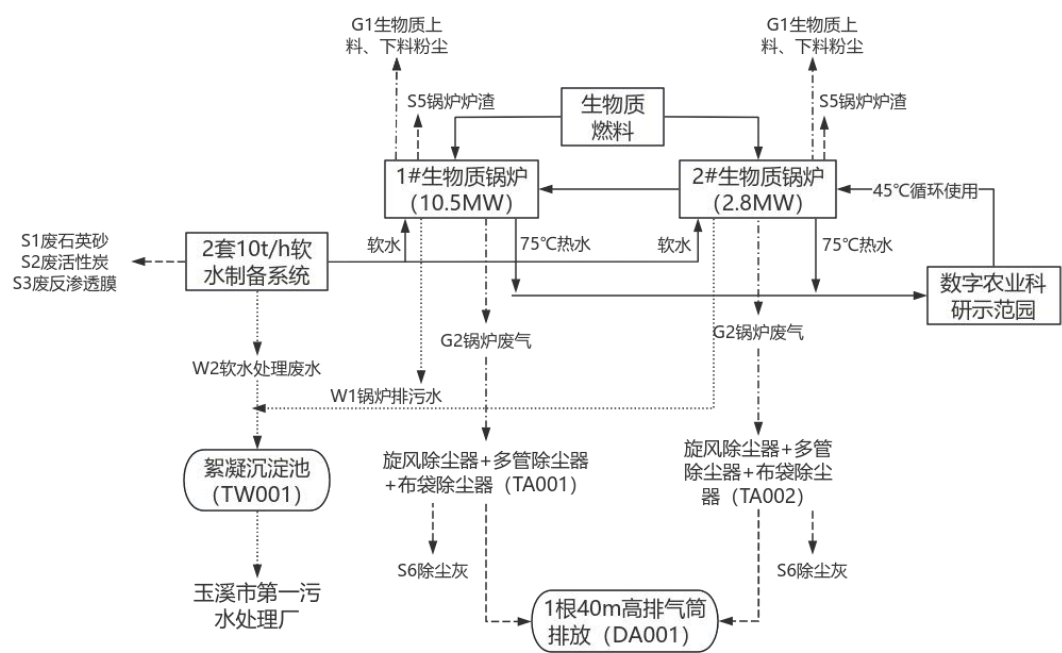 G1生物质上
料、下料粉尘
G1生物质上
料、下料粉尘
S5锅炉炉渣
生物质
燃料
S5锅炉炉渣
1#生物质锅炉
（10.5MW）
2#生物质锅炉
（2.8MW）
45℃循环使用
S1废石英砂
S2废活性炭
S3废反渗透膜
2套10t/h软
水制备系统
软水
75℃热水
软水
75℃热水
数字农业科
研示范园
G2锅炉废气
G2锅炉废气
W2软水处理废水
W1锅炉排污水
絮凝沉淀池
（TW001）
旋风除尘器+多管除尘器
+布袋除尘器（TA001）
旋风除尘器+多管
除尘器+布袋除尘
器（TA002）
S6除尘灰
S6除尘灰
玉溪市第一污
水处理厂
1根40m高排气筒
排放（DA001）